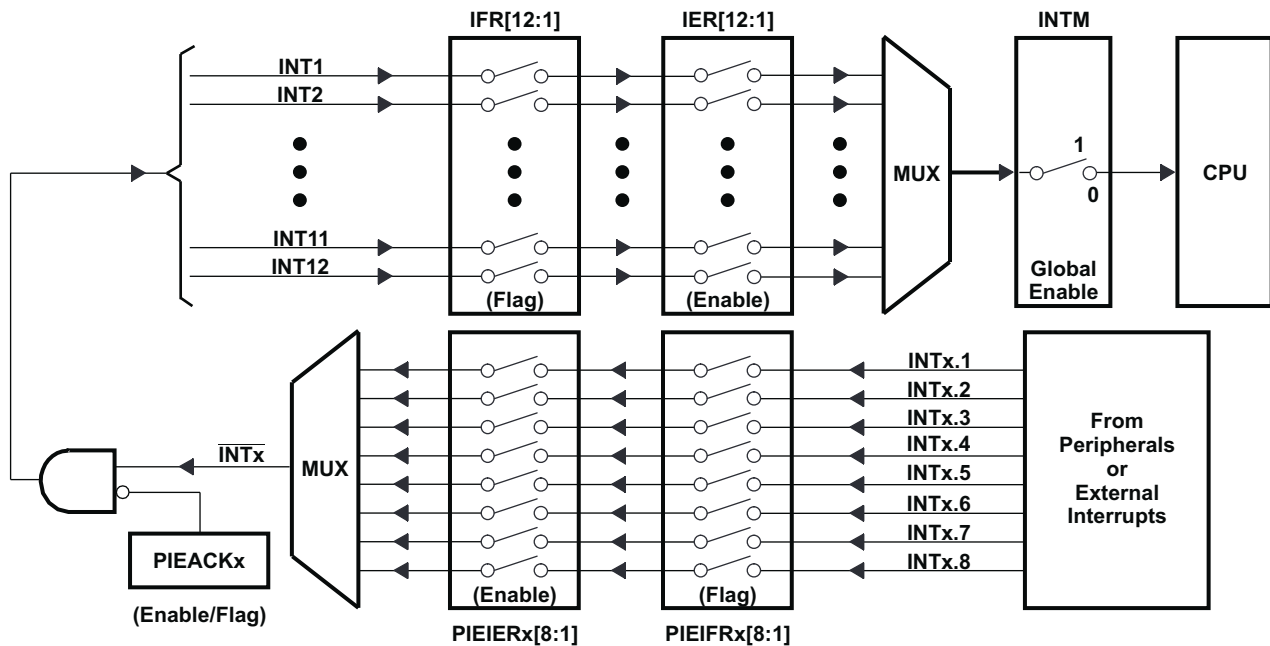 IFR[12:1]
IER[12:1]
INTM
INT1
INT2
INT11
INT12
(Flag)
(Enable)
MUX
1
0
Global
Enable
CPU
INTx.1
INTx.2
INTx.3
INTx.4
INTx.5
INTx.6
INTx.7
INTx.8
From
Peripherals
or
External
Interrupts
INTx
MUX
PIEACKx
(Enable/Flag)
(Enable)
(Flag)
PIEIERx[8:1]
PIEIFRx[8:1]